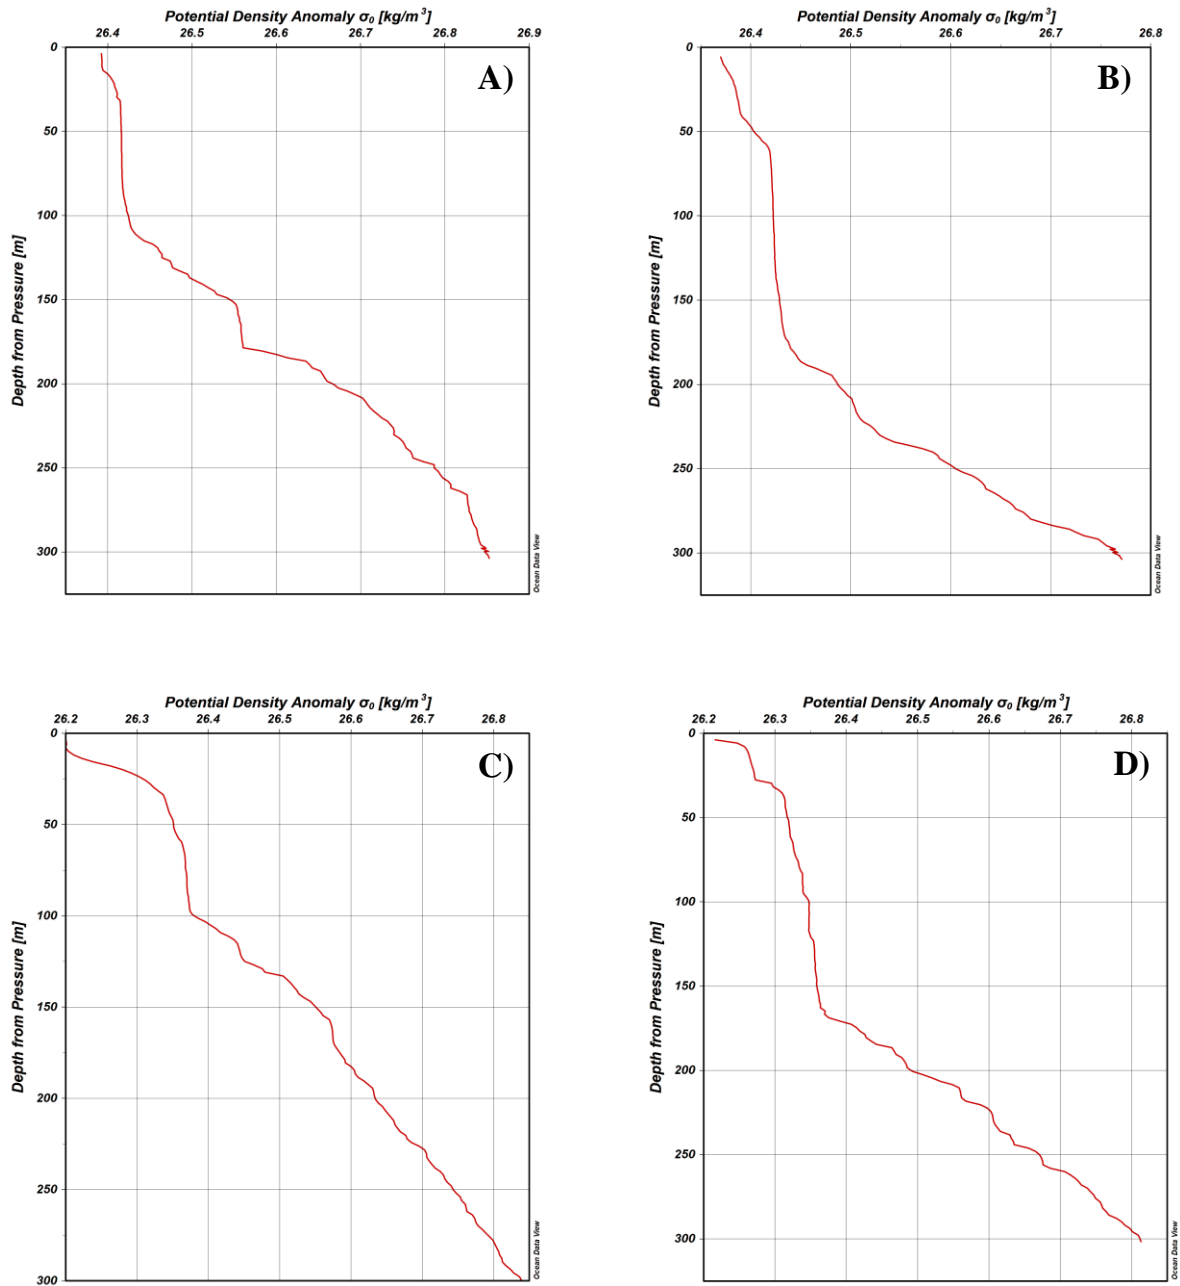 Potential Density Anomaly σ₀ [kg/m³]
26.4 26.5 26.6 26.7 26.8 26.9
A)
0
50
100
150
200
250
300
Depth from Pressure [m]
Ocean Data View
Potential Density Anomaly σ₀ [kg/m³]
26.4 26.5 26.6 26.7 26.8
B)
0
50
100
150
200
250
300
Depth from Pressure [m]
Ocean Data View
Potential Density Anomaly σ₀ [kg/m³]
26.2 26.3 26.4 26.5 26.6 26.7 26.8
C)
0
50
100
150
200
250
300
Depth from Pressure [m]
Ocean Data View
Potential Density Anomaly σ₀ [kg/m³]
26.2 26.3 26.4 26.5 26.6 26.7 26.8
D)
0
50
100
150
200
250
300
Depth from Pressure [m]
Ocean Data View